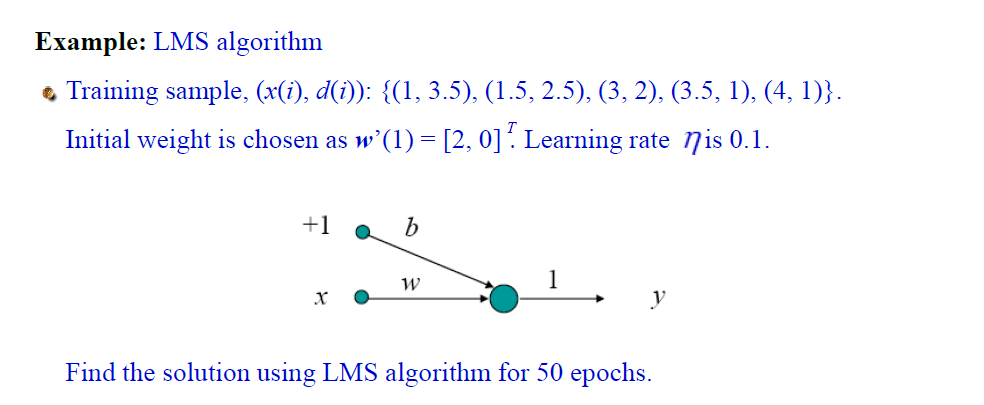 Example: LMS algorithm
Training sample, (x(i), d(i)): {(1, 3.5), (1.5, 2.5), (3, 2), (3.5, 1), (4, 1)}.
Initial weight is chosen as w’(1) = [2, 0]ᵀ. Learning rate η is 0.1.
+1 b
w 1
x y
Find the solution using LMS algorithm for 50 epochs.